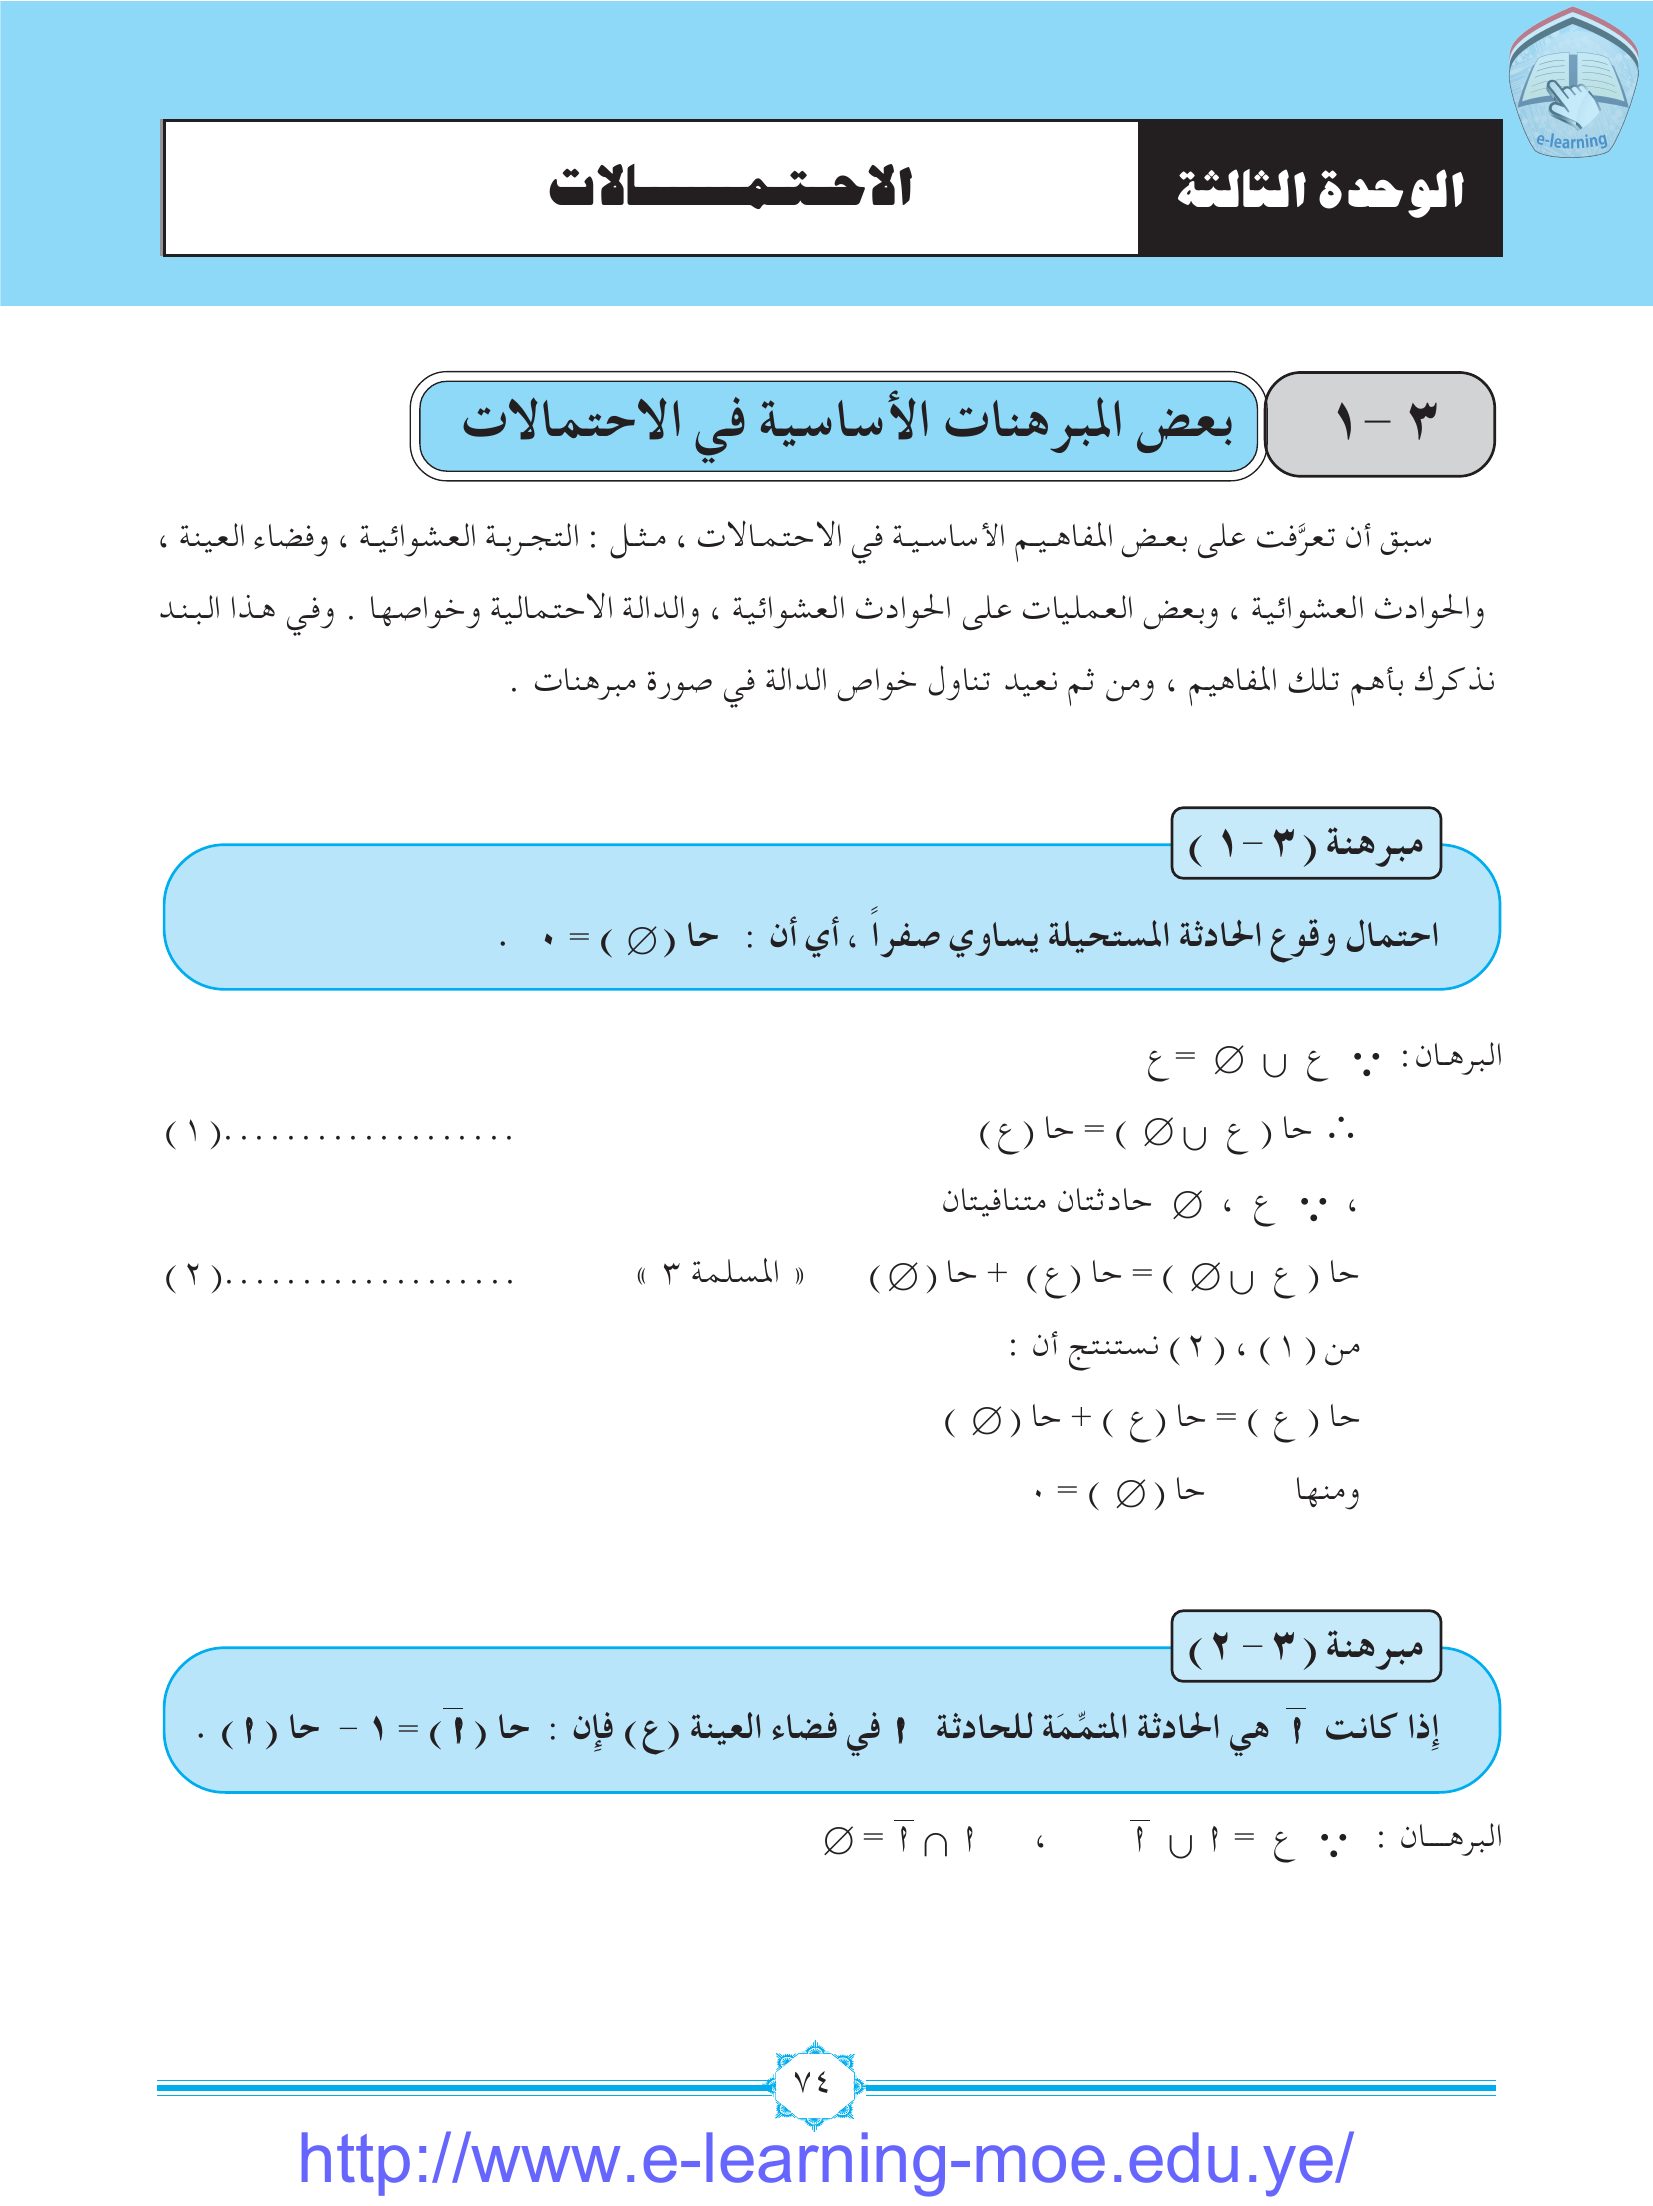 e-learning
الوحدة الثالثة
الاحتمالات
٣ - ١
بعض المبرهنات الأساسية في الاحتمالات
سبق أن تعرَّفت على بعض المفاهيم الأساسية في الاحتمالات ، مثل : التجربة العشوائية ، وفضاء العينة ،
والحوادث العشوائية ، وبعض العمليات على الحوادث العشوائية ، والدالة الاحتمالية وخواصها . وفي هذا البند
نذكرك بأهم تلك المفاهيم ، ومن ثم نعيد تناول خواص الدالة في صورة مبرهنات .
مبرهنة ( ٣ - ١ )
احتمال وقوع الحادثة المستحيلة يساوي صفراً ، أي أن : حا ( ∅ ) = ٠ .
البرهان : ∵ ع ∪ ∅ = ع
∴ حا ( ع ∪ ∅ ) = حا ( ع ) ...................( ١ )
، ∵ ع ، ∅ حادثتان متنافيتان
حا ( ع ∪ ∅ ) = حا ( ع ) + حا ( ∅ ) « المسلمة ٣ » ...................( ٢ )
من ( ١ ) ، ( ٢ ) نستنتج أن :
حا ( ع ) = حا ( ع ) + حا ( ∅ )
ومنها حا ( ∅ ) = ٠
مبرهنة ( ٣ - ٢ )
إِذا كانت أَ̅ هي الحادثة المتمِّمَة للحادثة أ في فضاء العينة ( ع ) فإِن : حا ( أ̅ ) = ١ - حا ( أ ) .
البرهـــان : ∵ ع = أ ∪ أ̅ ، أ ∩ أ̅ = ∅
٧٤
http://www.e-learning-moe.edu.ye/